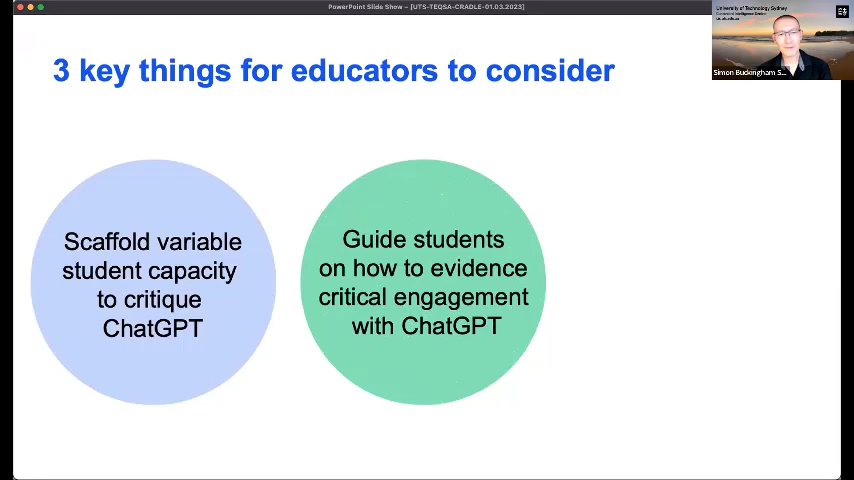 PowerPoint Slide Show – [UTS-TEQSA-CRADLE-01.03.2023]
University of Technology Sydney
Simon Buckingham S...
3 key things for educators to consider
Scaffold variable
student capacity
to critique
ChatGPT
Guide students
on how to evidence
critical engagement
with ChatGPT